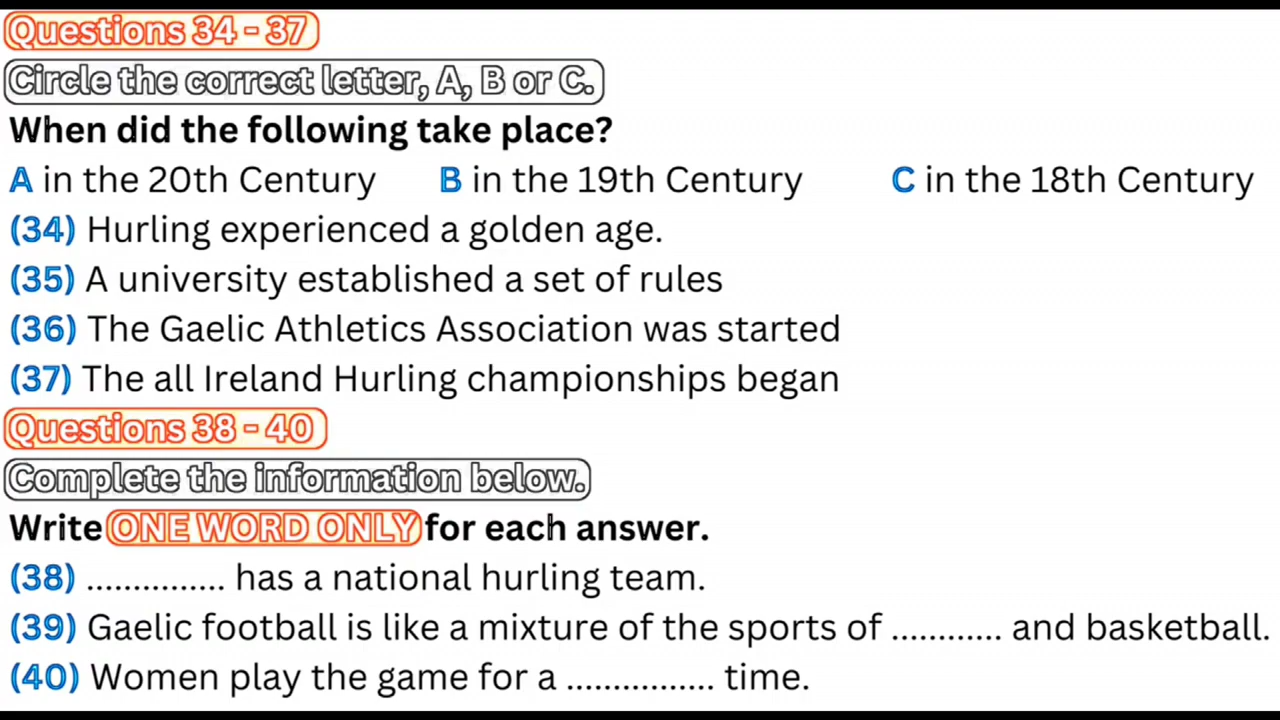 Questions 34 - 37
Circle the correct letter, A, B or C.
When did the following take place?
A in the 20th Century B in the 19th Century C in the 18th Century
(34) Hurling experienced a golden age.
(35) A university established a set of rules
(36) The Gaelic Athletics Association was started
(37) The all Ireland Hurling championships began
Questions 38 - 40
Complete the information below.
Write ONE WORD ONLY for each answer.
(38) ............... has a national hurling team.
(39) Gaelic football is like a mixture of the sports of ............ and basketball.
(40) Women play the game for a ................ time.